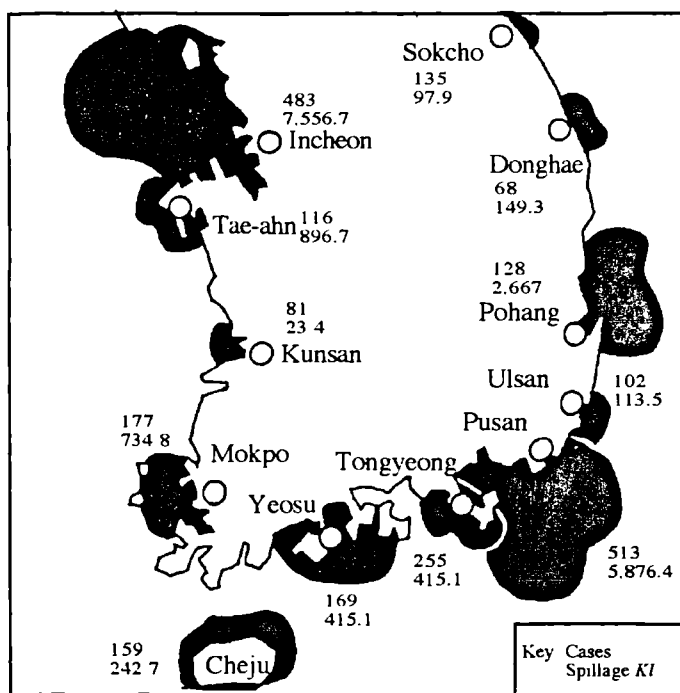 Sokcho
135
97.9
483
7,556.7
Incheon
Donghae
68
149.3
Tae-ahn
116
896.7
128
2,667
Pohang
81
23 4
Kunsan
Ulsan
102
113.5
Pusan
177
734 8
Mokpo
Tongyeong
Yeosu
255
415.1
513
5,876.4
169
415.1
159
242 7
Cheju
Key Cases
Spillage Kl